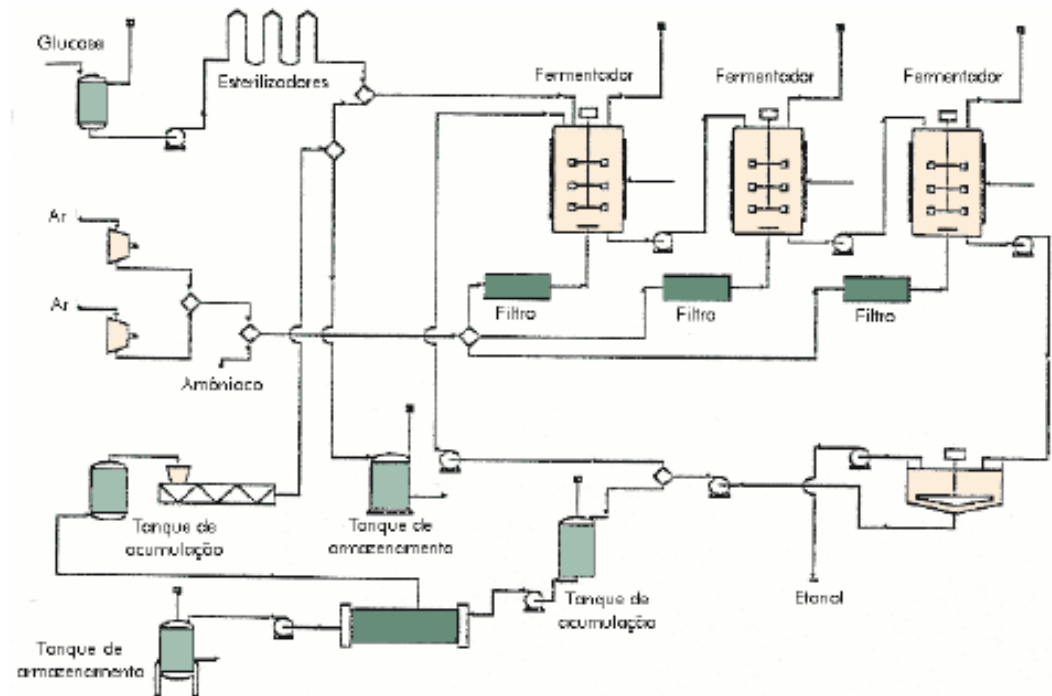 Glucose
Esterilizadores
Fermentador
Fermentador
Fermentador
Ar
Ar
Filtro
Filtro
Filtro
Amôniaco
Tanque de
acumulação
Tanque de
armazenamento
Etanol
Tanque de
acumulação
Tanque de
armazenamento